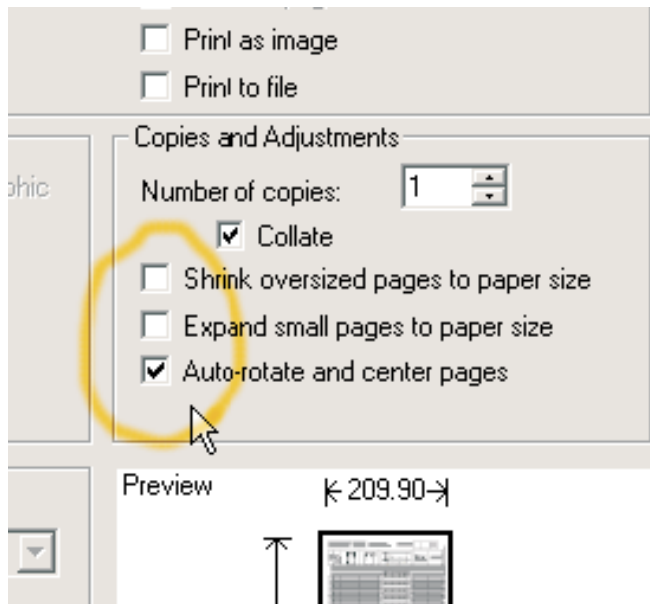 Print as image
Print to file
Copies and Adjustments
phic
Number of copies: 1
Collate
Shrink oversized pages to paper size
Expand small pages to paper size
Auto-rotate and center pages
Preview
209.90